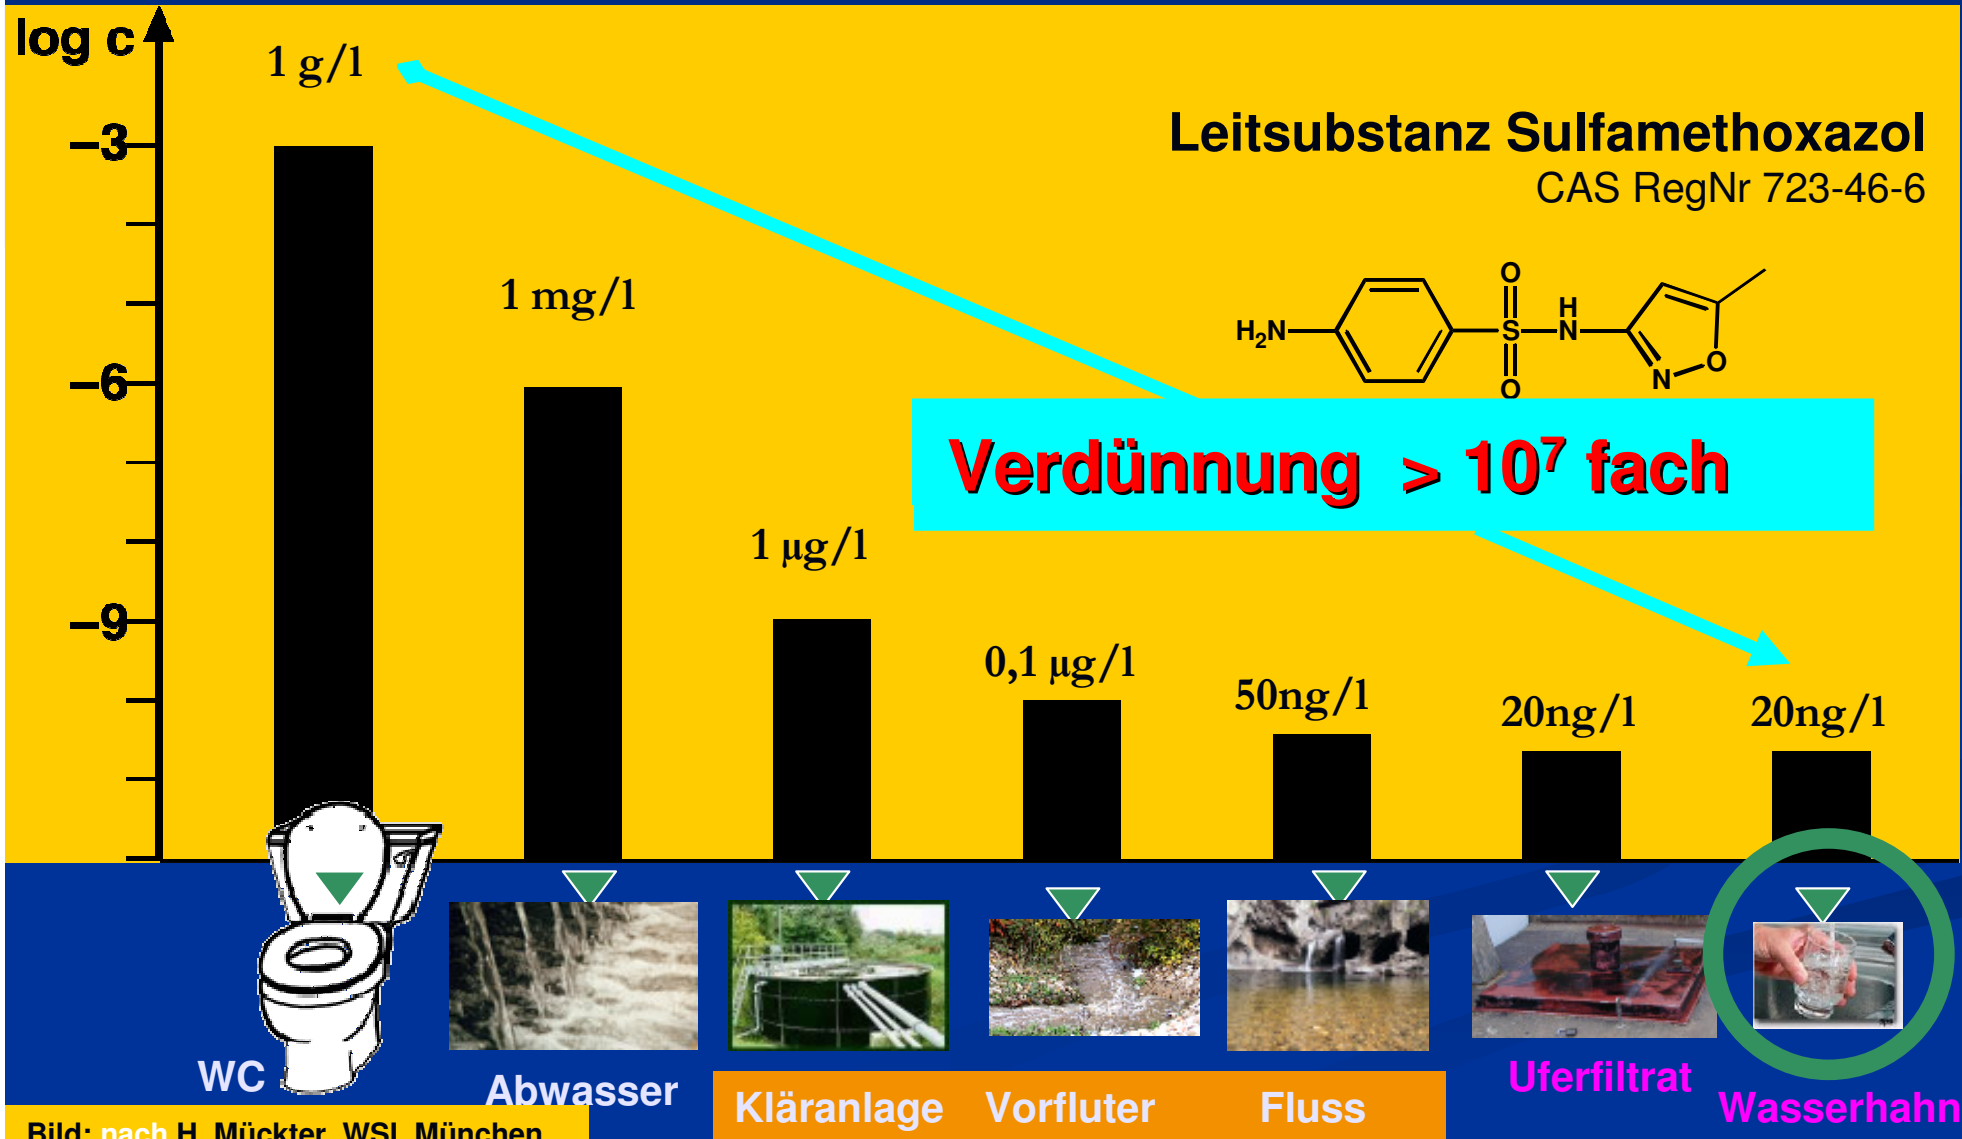 log c
1 g/l
−3
Leitsubstanz Sulfamethoxazol
CAS RegNr 723-46-6
1 mg/l
H₂N
O
S
O
H
N
N
O
−6
Verdünnung > 10⁷ fach
1 µg/l
−9
0,1 µg/l
50ng/l
20ng/l
20ng/l
WC
Abwasser
Kläranlage
Vorfluter
Fluss
Uferfiltrat
Wasserhahn
Bild: nach H. Mückter, WSI, München